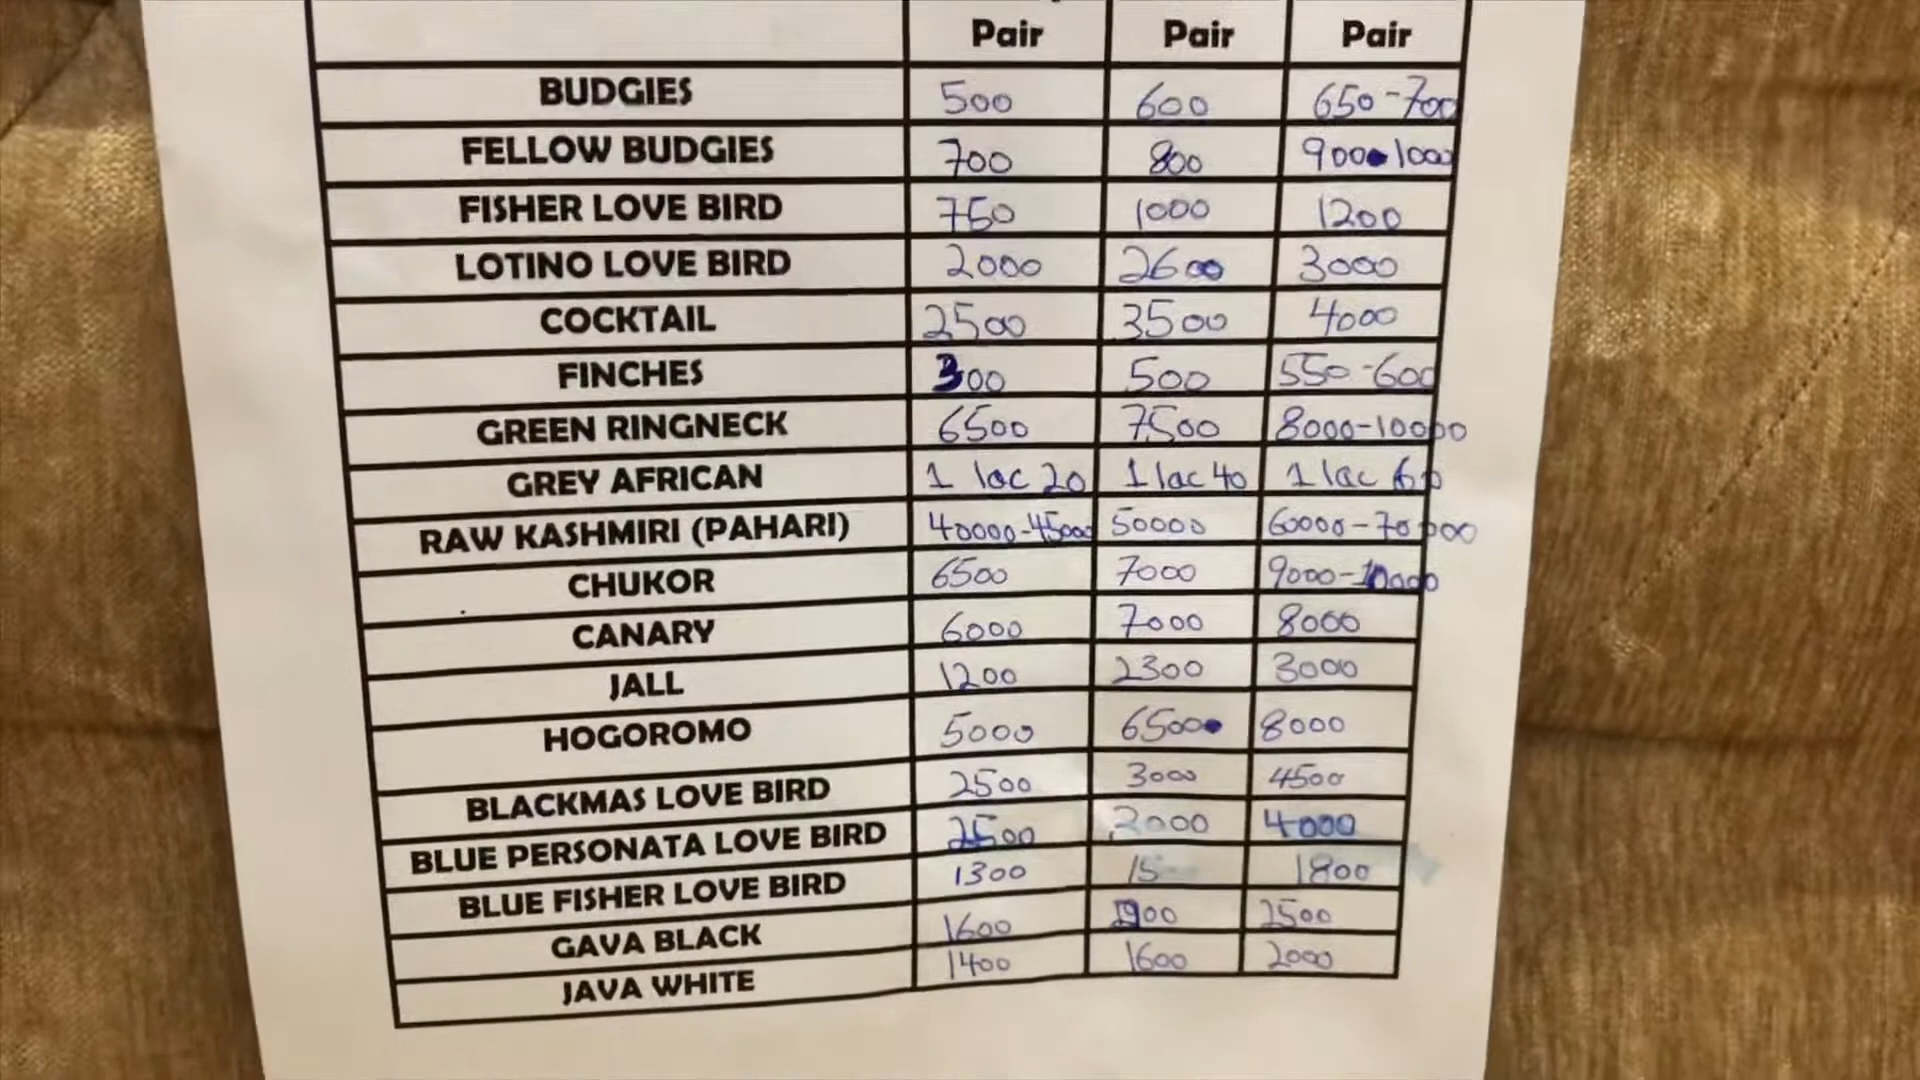 Pair Pair Pair
BUDGIES 500 600 650-700
FELLOW BUDGIES 700 800 900 1000
FISHER LOVE BIRD 750 1000 1200
LOTINO LOVE BIRD 2000 2600 3000
COCKTAIL 2500 3500 4000
FINCHES 300 500 550-600
GREEN RINGNECK 6500 7500 8000-10000
GREY AFRICAN 1 lac 20 1 lac 40 1 lac 60
RAW KASHMIRI (PAHARI) 40000-45000 50000 60000-70000
CHUKOR 6500 7000 9000-10000
CANARY 6000 7000 8000
JALL 1200 2300 3000
HOGOROMO 5000 6500 8000
BLACKMAS LOVE BIRD 2500 3000 4500
BLUE PERSONATA LOVE BIRD 2500 4000
BLUE FISHER LOVE BIRD 1300 1800
GAVA BLACK 1600 2500
JAVA WHITE 1400 1600 2000